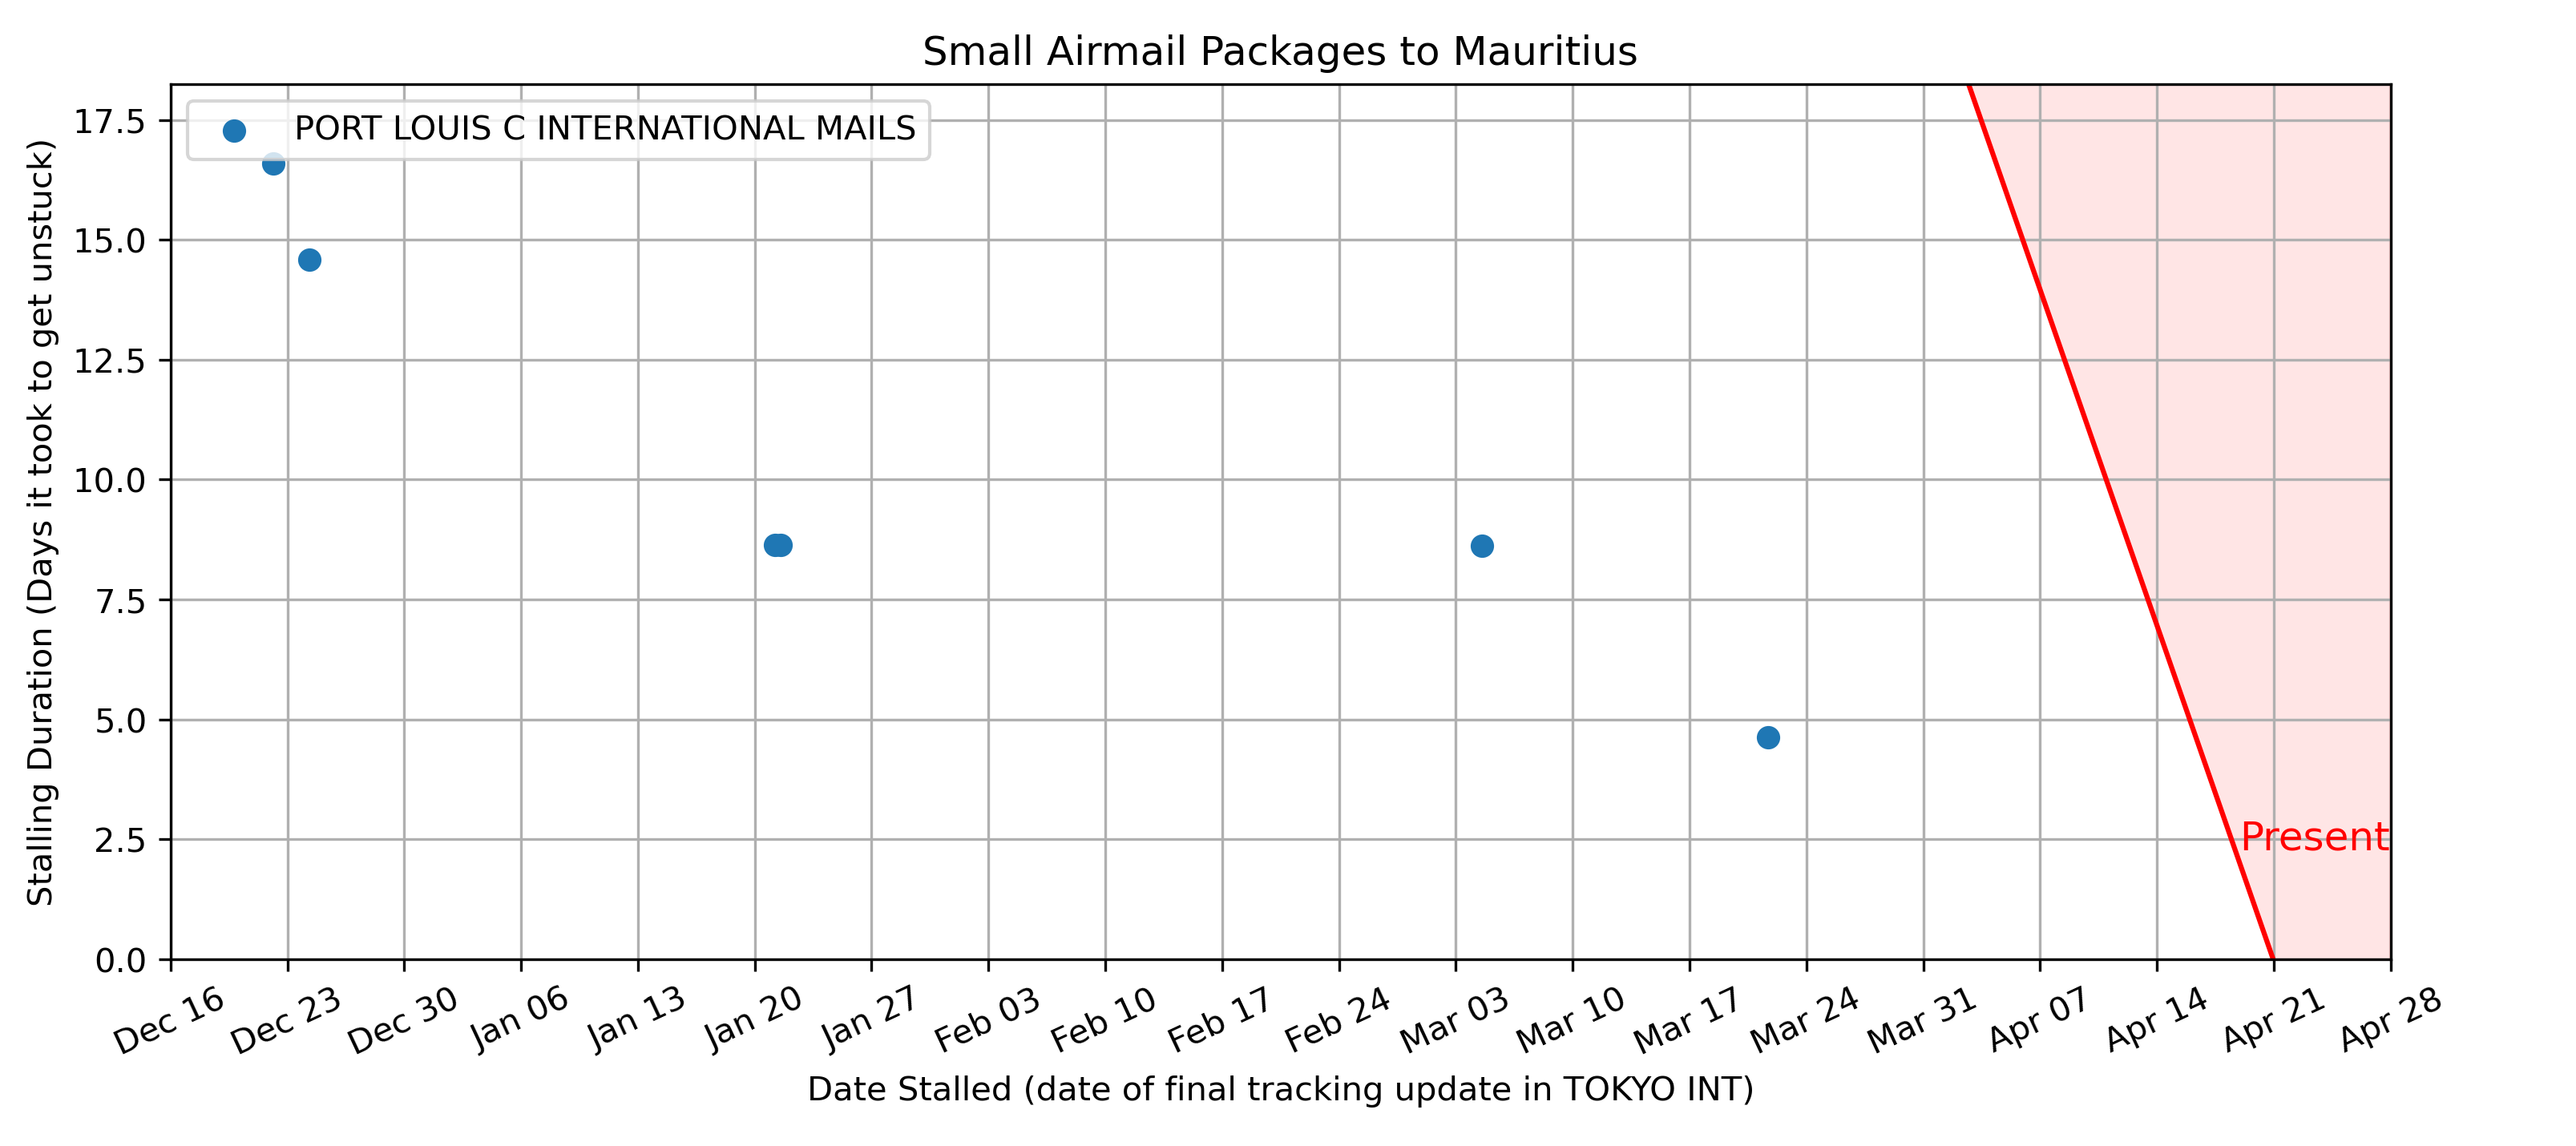 Small Airmail Packages to Mauritius
PORT LOUIS C INTERNATIONAL MAILS
Stalling Duration (Days it took to get unstuck)
17.5
15.0
12.5
10.0
7.5
5.0
2.5
0.0
Present
Dec 16
Dec 23
Dec 30
Jan 06
Jan 13
Jan 20
Jan 27
Feb 03
Feb 10
Feb 17
Feb 24
Mar 03
Mar 10
Mar 17
Mar 24
Mar 31
Apr 07
Apr 14
Apr 21
Apr 28
Date Stalled (date of final tracking update in TOKYO INT)